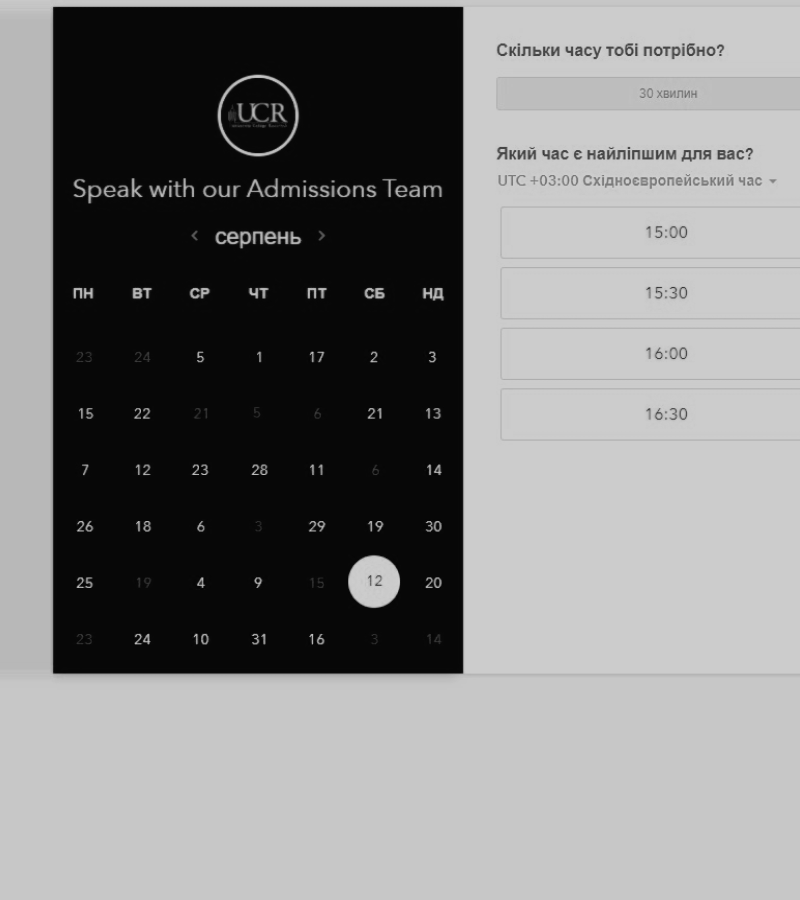 UCR
Speak with our Admissions Team
серпень
ПН ВТ СР ЧТ ПТ СБ НД
23 24 5 1 17 2 3
15 22 21 5 6 21 13
7 12 23 28 11 6 14
26 18 6 3 29 19 30
25 19 4 9 15 12 20
23 24 10 31 16 3 14
Скільки часу тобі потрібно?
30 хвилин
Який час є найліпшим для вас?
UTC +03:00 Східноєвропейський час
15:00
15:30
16:00
16:30